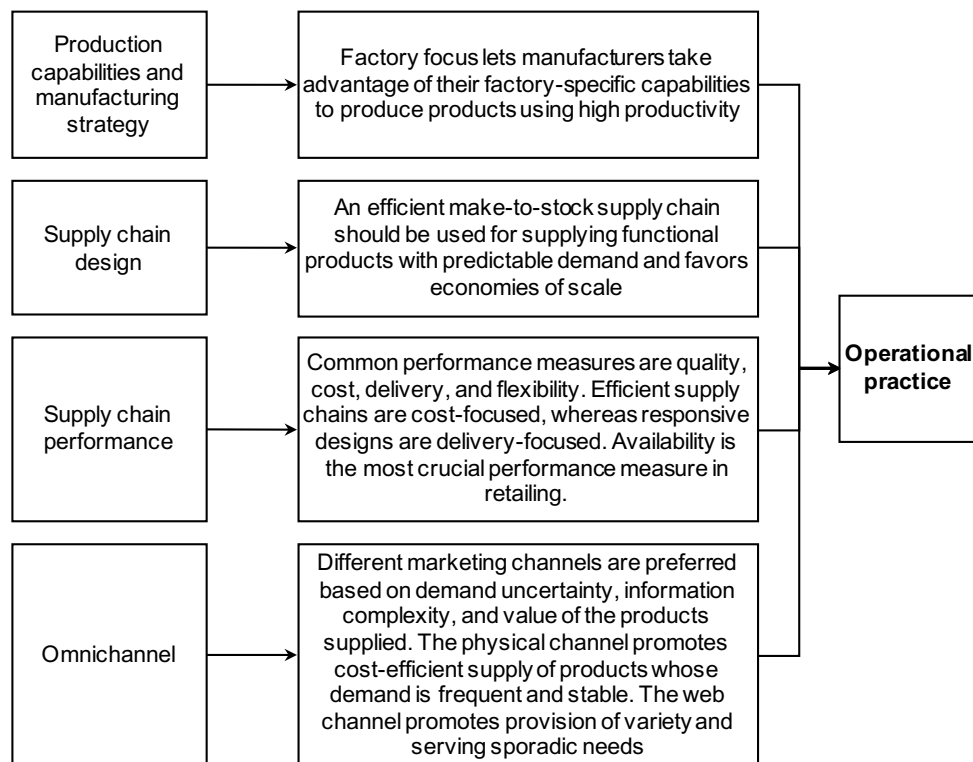 Production
capabilities and
manufacturing
strategy
Factory focus lets manufacturers take
advantage of their factory-specific capabilities
to produce products using high productivity
Supply chain
design
An efficient make-to-stock supply chain
should be used for supplying functional
products with predictable demand and favors
economies of scale
Supply chain
performance
Common performance measures are quality,
cost, delivery, and flexibility. Efficient supply
chains are cost-focused, whereas responsive
designs are delivery-focused. Availability is
the most crucial performance measure in
retailing.
Omnichannel
Different marketing channels are preferred
based on demand uncertainty, information
complexity, and value of the products
supplied. The physical channel promotes
cost-efficient supply of products whose
demand is frequent and stable. The web
channel promotes provision of variety and
serving sporadic needs
Operational
practice